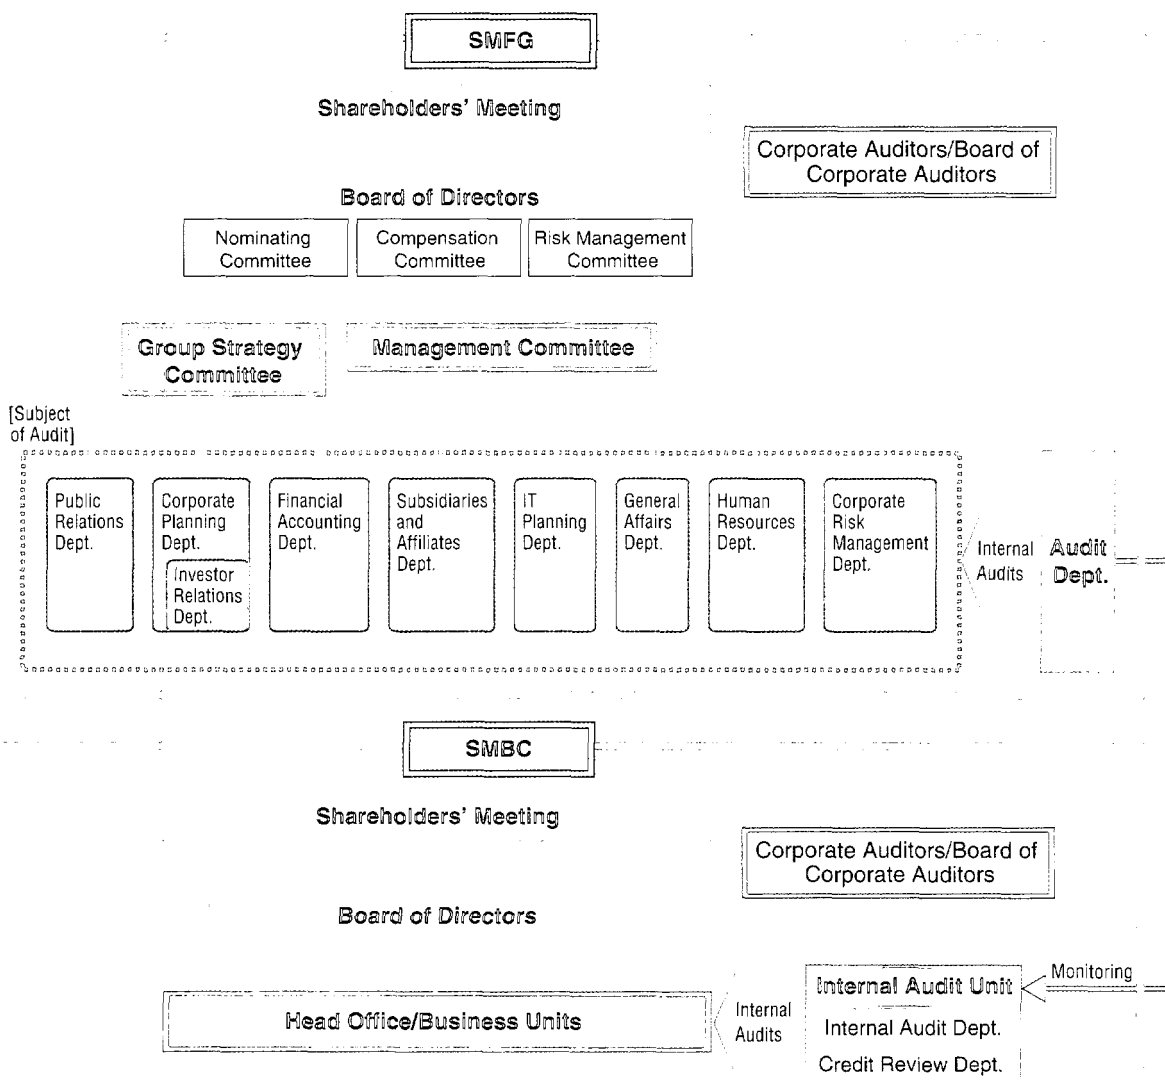 SMFG
Shareholders' Meeting
Corporate Auditors/Board of
Corporate Auditors
Board of Directors
Nominating
Committee
Compensation
Committee
Risk Management
Committee
Group Strategy
Committee
Management Committee
[Subject
of Audit]
Public
Relations
Dept.
Corporate
Planning
Dept.
Investor
Relations
Dept.
Financial
Accounting
Dept.
Subsidiaries
and
Affiliates
Dept.
IT
Planning
Dept.
General
Affairs
Dept.
Human
Resources
Dept.
Corporate
Risk
Management
Dept.
Internal
Audits
Audit
Dept.
SMBC
Shareholders' Meeting
Corporate Auditors/Board of
Corporate Auditors
Board of Directors
Head Office/Business Units
Internal
Audits
Internal Audit Unit
Internal Audit Dept.
Credit Review Dept.
Monitoring